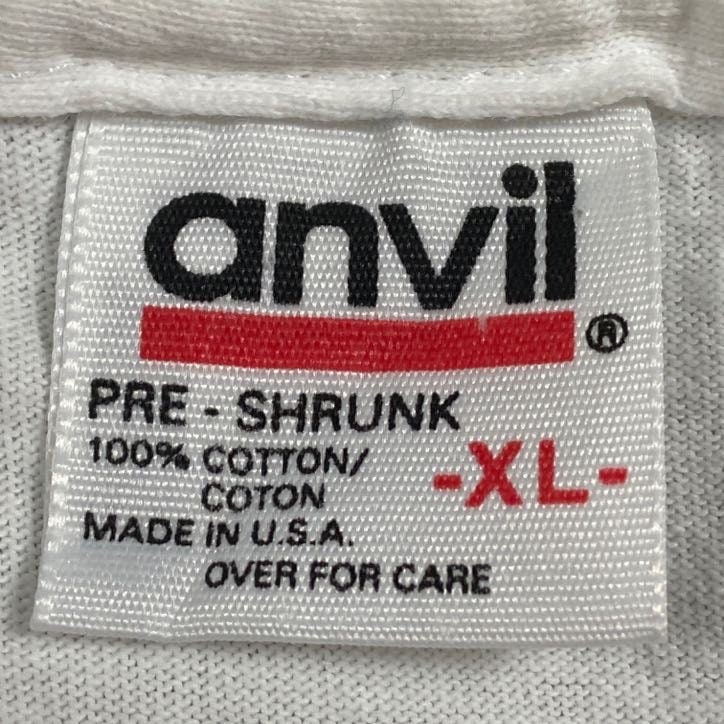 anvil
®
PRE - SHRUNK
100% COTTON/
COTON
-XL-
MADE IN U.S.A.
OVER FOR CARE